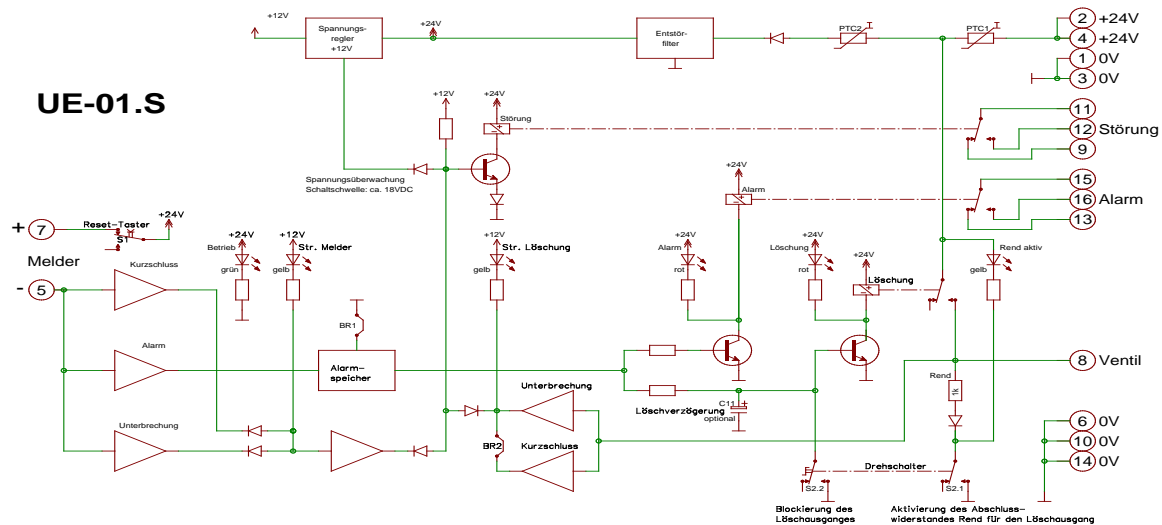 +12V
Spannungs-
regler
+12V
+24V
Entstör-
filter
PTC2
PTC1
2 +24V
4 +24V
1 0V
3 0V
UE-01.S
+12V
+24V
Störung
11
12 Störung
9
Spannungsüberwachung
Schaltschwelle: ca. 18VDC
+24V
Alarm
15
16 Alarm
13
+ 7
Reset-Taster
S1
+24V
Melder
- 5
Kurzschluss
Betrieb
+24V
grün
+12V
Str. Melder
gelb
+12V
Str. Löschung
gelb
Alarm
+24V
rot
Löschung
+24V
rot
+24V
Löschung
Rend aktiv
gelb
BR1
Alarm
Alarm-
speicher
8 Ventil
Rend
1k
Unterbrechung
Löschverzögerung
C11
+
optional
Unterbrechung
BR2
Kurzschluss
6 0V
10 0V
14 0V
Drehschalter
S2.2
S2.1
Blockierung des
Löschausganges
Aktivierung des Abschluss-
widerstandes Rend für den Löschausgang